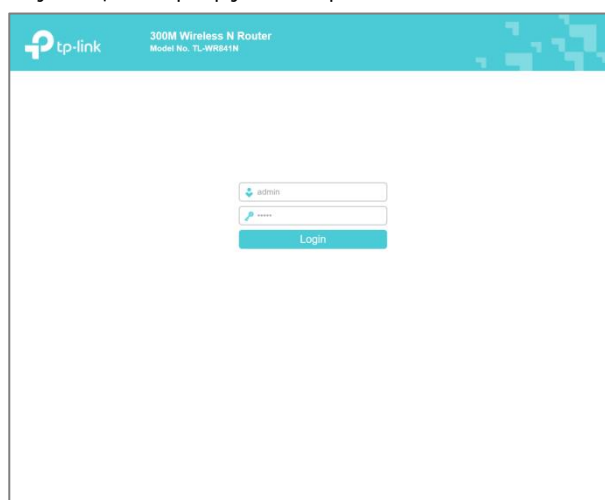 tp-link
300M Wireless N Router
Model No. TL-WR841N
admin
•••••
Login